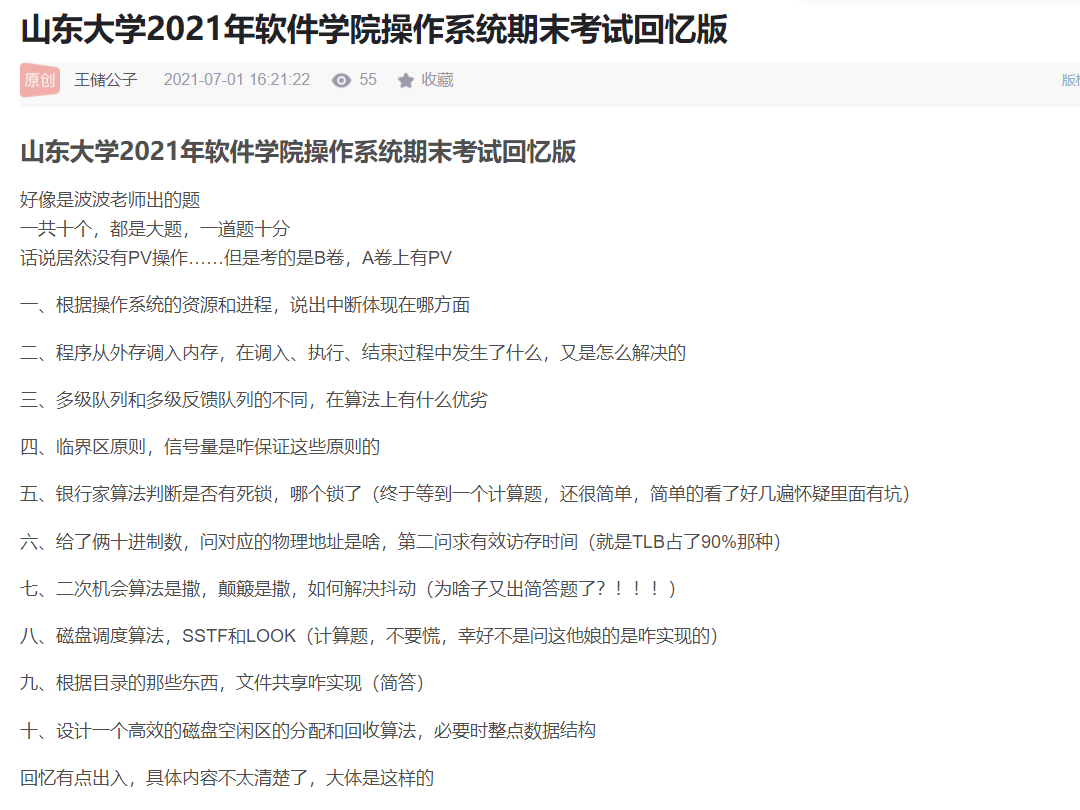 山东大学2021年软件学院操作系统期末考试回忆版
原创 王储公子 2021-07-01 16:21:22 55 收藏
山东大学2021年软件学院操作系统期末考试回忆版
好像是波波老师出的题
一共十个，都是大题，一道题十分
话说居然没有PV操作……但是考的是B卷，A卷上有PV
一、根据操作系统的资源和进程，说出中断体现在哪方面
二、程序从外存调入内存，在调入、执行、结束过程中发生了什么，又是怎么解决的
三、多级队列和多级反馈队列的不同，在算法上有什么优劣
四、临界区原则，信号量是咋保证这些原则的
五、银行家算法判断是否有死锁，哪个锁了（终于等到一个计算题，还很简单，简单的看了好几遍怀疑里面有坑）
六、给了俩十进制数，问对应的物理地址是啥，第二问求有效访存时间（就是TLB占了90%那种）
七、二次机会算法是撒，颠簸是撒，如何解决抖动（为啥子又出简答题了？！！！）
八、磁盘调度算法，SSTF和LOOK（计算题，不要慌，幸好不是问这他娘的是咋实现的）
九、根据目录的那些东西，文件共享咋实现（简答）
十、设计一个高效的磁盘空闲区的分配和回收算法，必要时整点数据结构
回忆有点出入，具体内容不太清楚了，大体是这样的